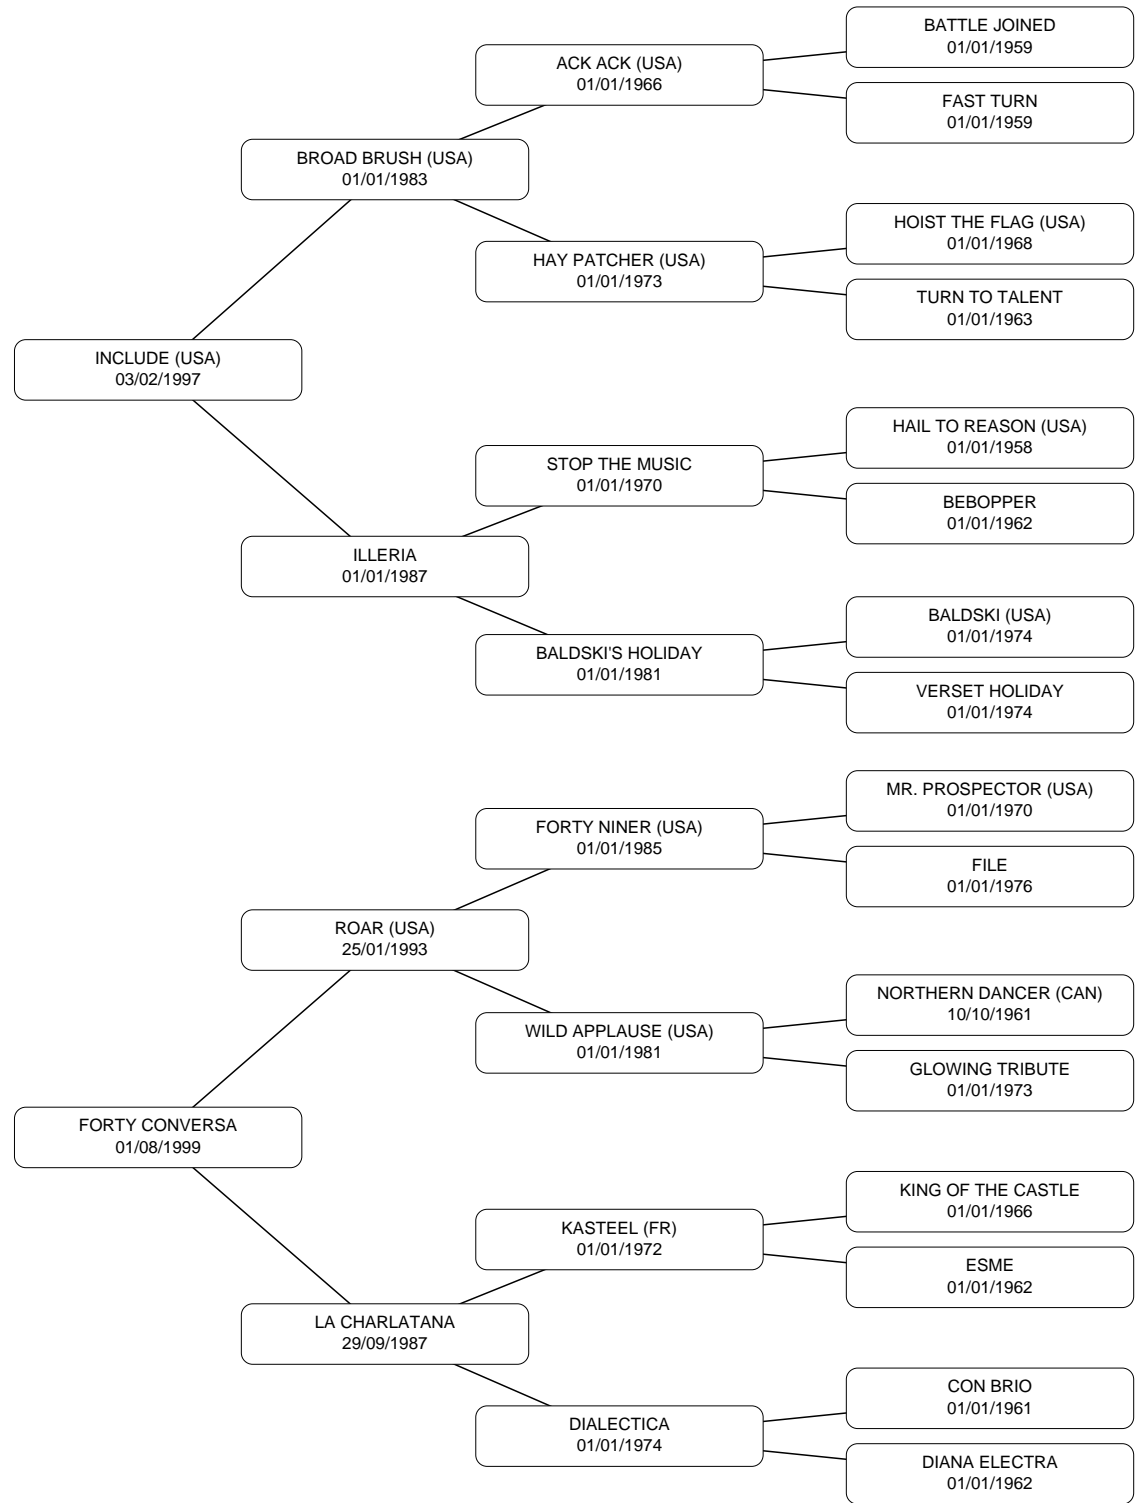 BATTLE JOINED
01/01/1959
ACK ACK (USA)
01/01/1966
FAST TURN
01/01/1959
BROAD BRUSH (USA)
01/01/1983
HOIST THE FLAG (USA)
01/01/1968
HAY PATCHER (USA)
01/01/1973
TURN TO TALENT
01/01/1963
INCLUDE (USA)
03/02/1997
HAIL TO REASON (USA)
01/01/1958
STOP THE MUSIC
01/01/1970
BEBOPPER
01/01/1962
ILLERIA
01/01/1987
BALDSKI (USA)
01/01/1974
BALDSKI'S HOLIDAY
01/01/1981
VERSET HOLIDAY
01/01/1974
MR. PROSPECTOR (USA)
01/01/1970
FORTY NINER (USA)
01/01/1985
FILE
01/01/1976
ROAR (USA)
25/01/1993
NORTHERN DANCER (CAN)
10/10/1961
WILD APPLAUSE (USA)
01/01/1981
GLOWING TRIBUTE
01/01/1973
FORTY CONVERSA
01/08/1999
KING OF THE CASTLE
01/01/1966
KASTEEL (FR)
01/01/1972
ESME
01/01/1962
LA CHARLATANA
29/09/1987
CON BRIO
01/01/1961
DIALECTICA
01/01/1974
DIANA ELECTRA
01/01/1962